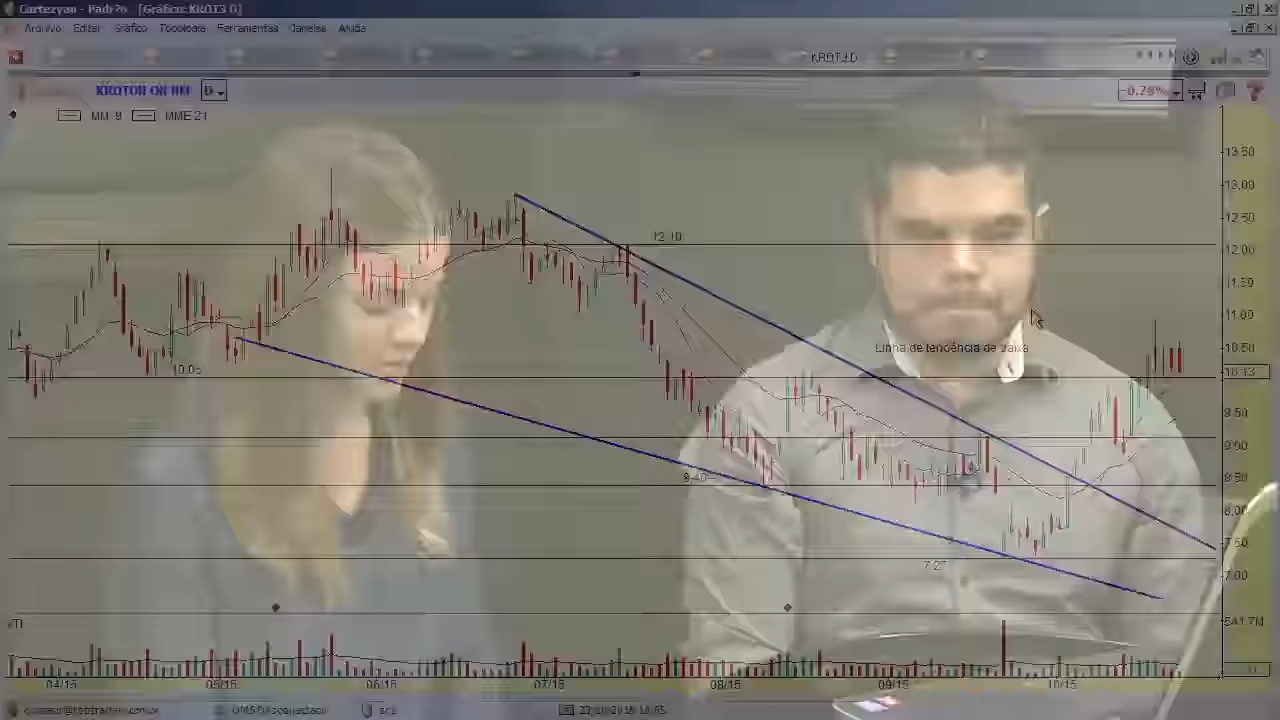 Cartezyan - Padrão [Gráfico: KROT3 D]
Arquivo Editar Gráfico Topologia Ferramentas Janelas Ajuda
KROT3 D
KROTON ON NM D
-0.78%
MM 9 MME 21
13.50
13.00
12.50
12.10
12.00
11.50
11.00
Linha de tendência de baixa
10.50
10.05
10.13
9.50
9.00
8.40
8.50
8.00
7.50
7.27
7.00
04/15 05/15 06/15 07/15 08/15 09/15 10/15